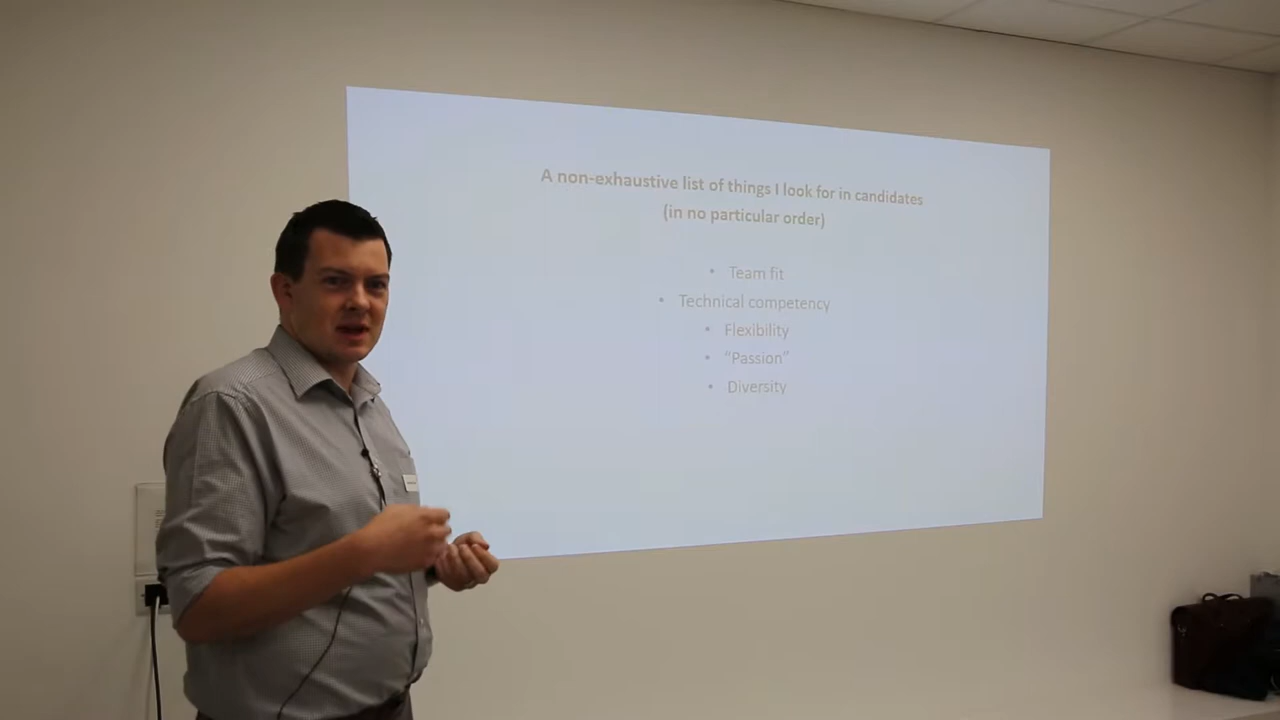 A non-exhaustive list of things I look for in candidates
(in no particular order)
• Team fit
• Technical competency
• Flexibility
• “Passion”
• Diversity